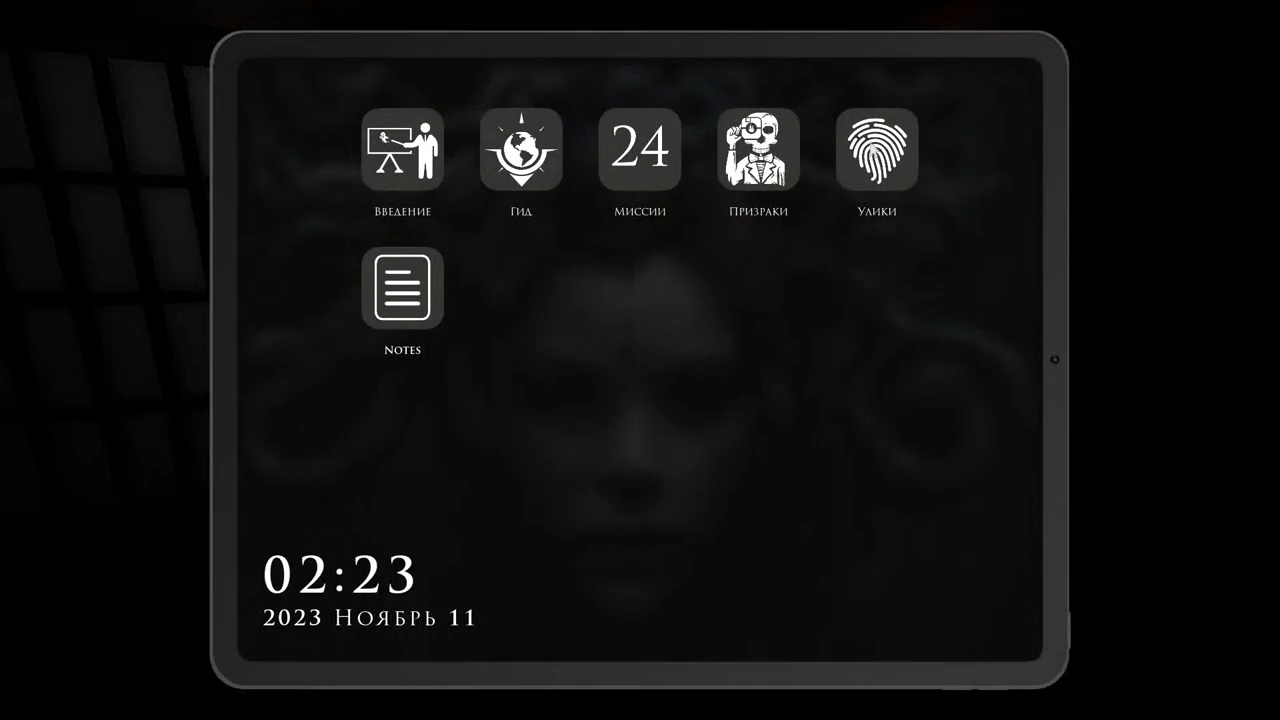 24
Введение
Гид
Миссии
Призраки
Улики
Notes
02:23
2023 Ноябрь 11